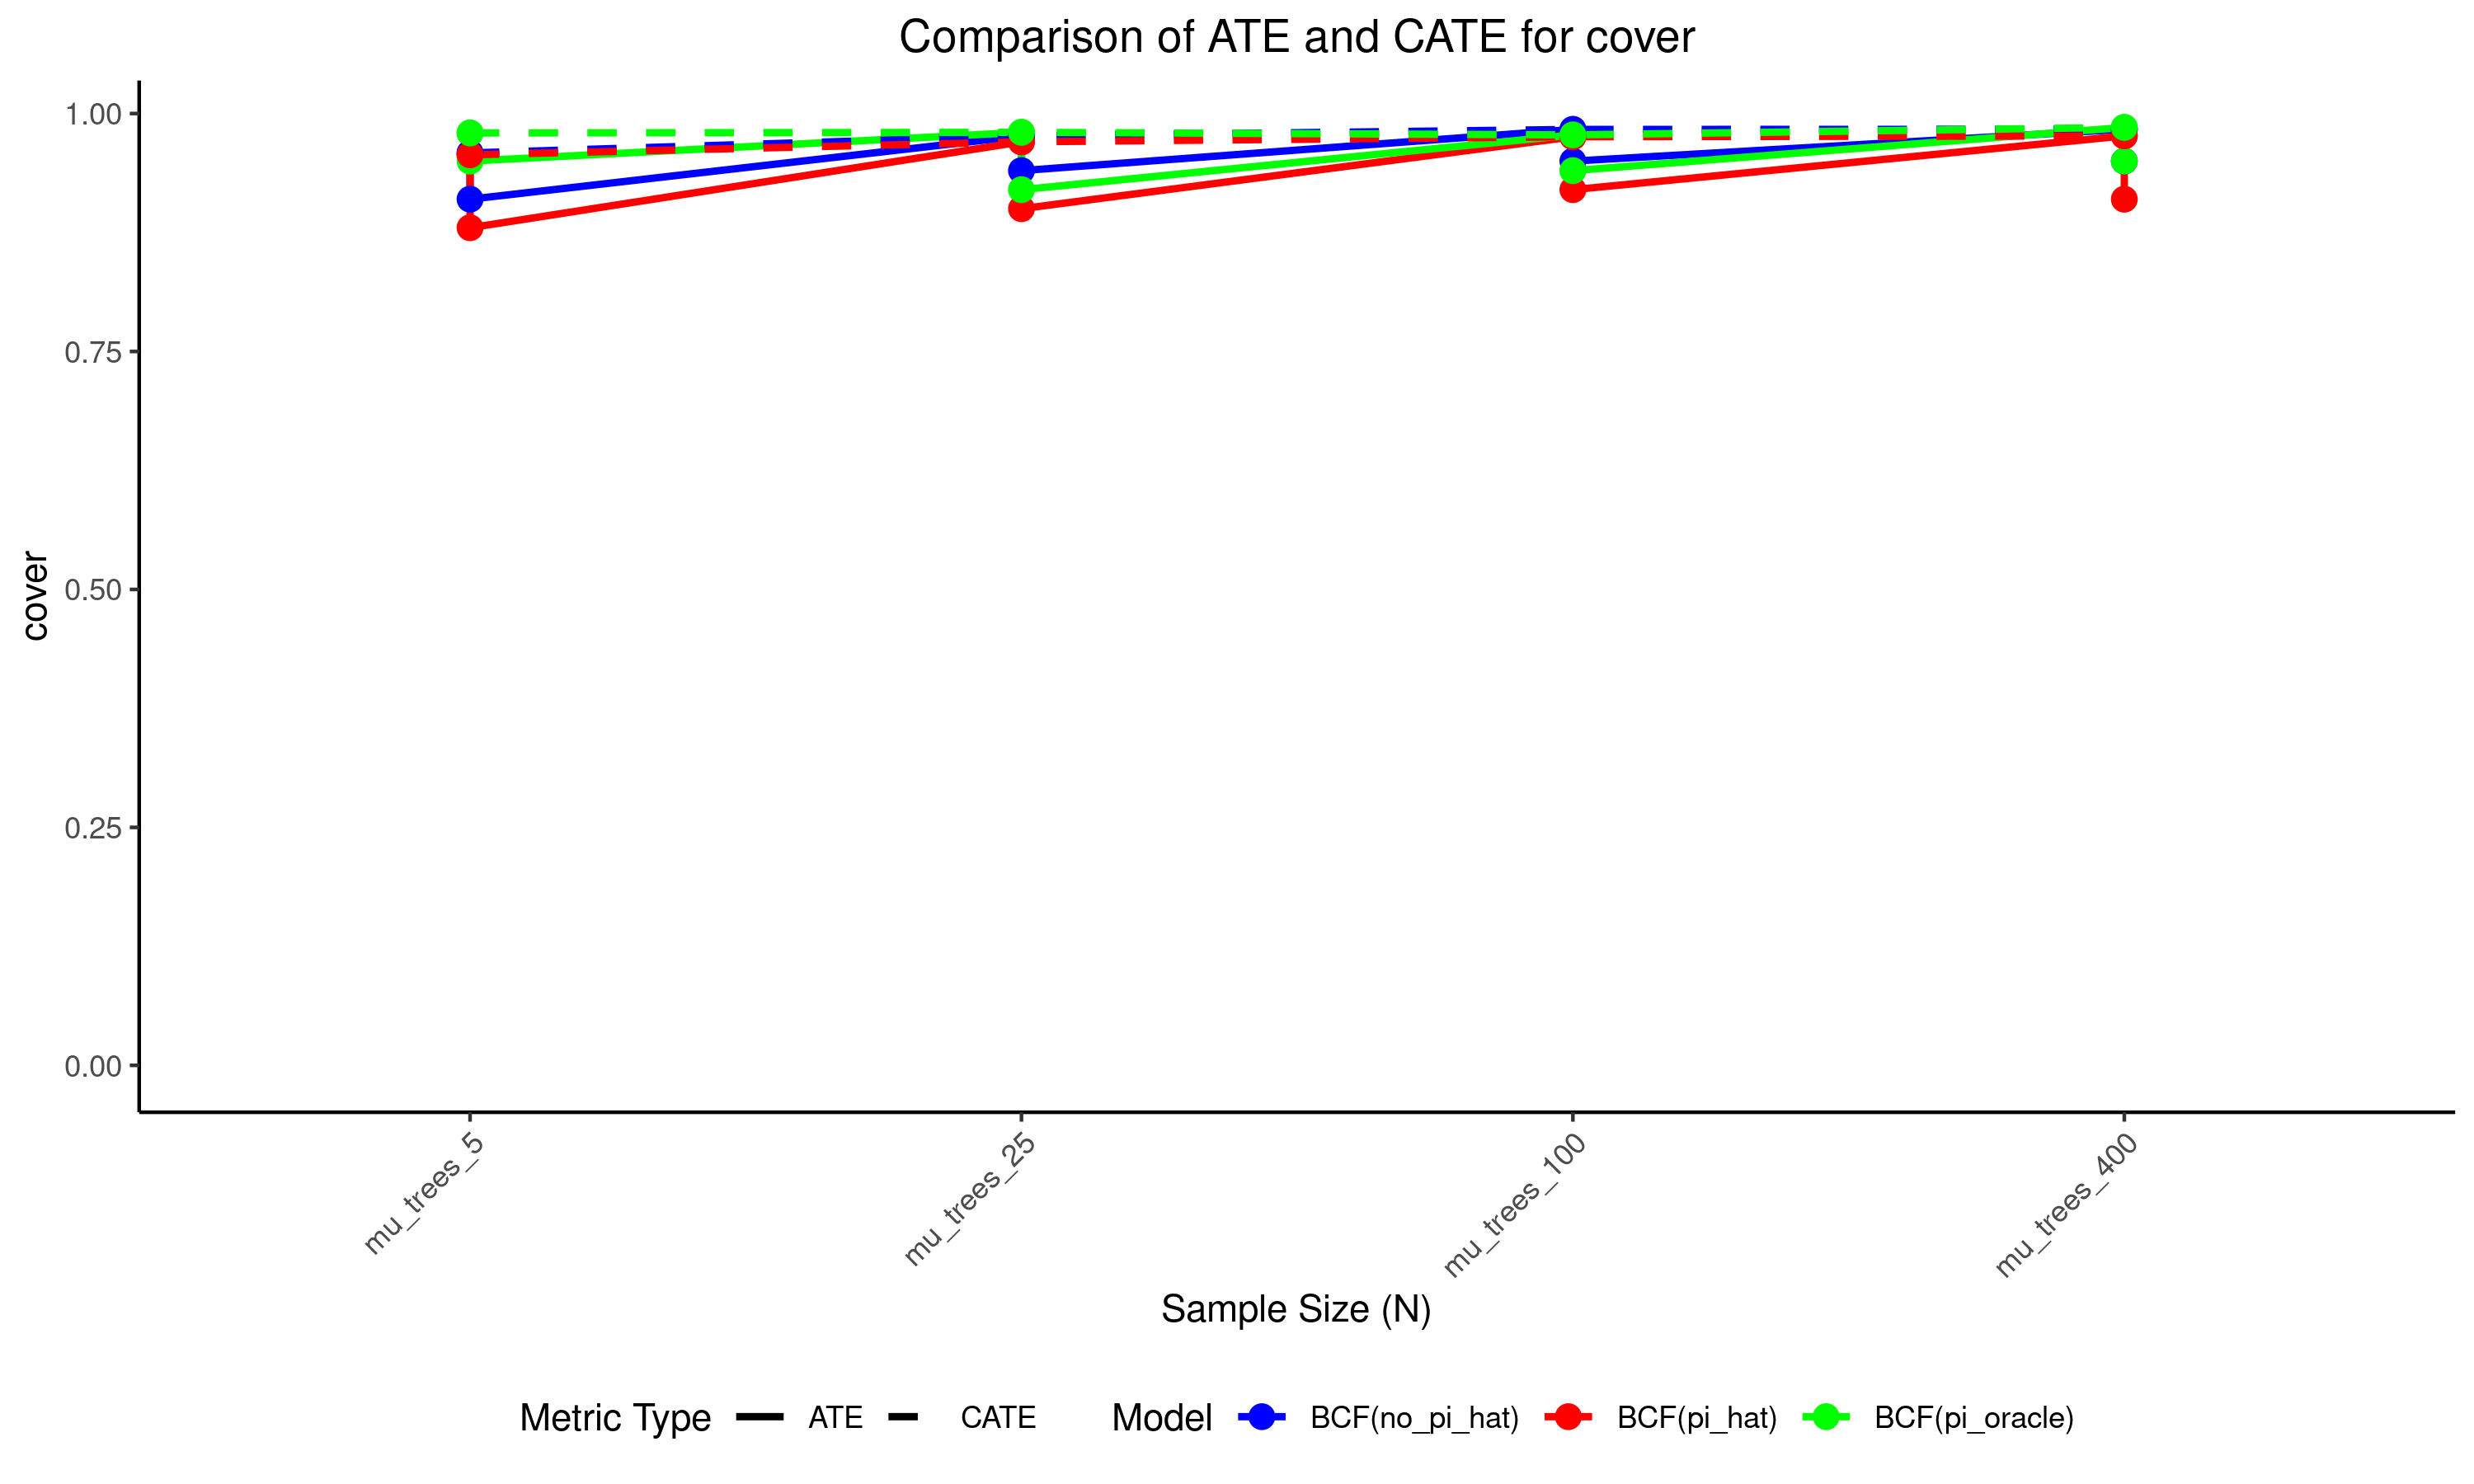 Comparison of ATE and CATE for cover
1.00
0.75
0.50
0.25
0.00
cover
mu_trees_5
mu_trees_25
mu_trees_100
mu_trees_400
Sample Size (N)
Metric Type ATE CATE Model BCF(no_pi_hat) BCF(pi_hat) BCF(pi_oracle)